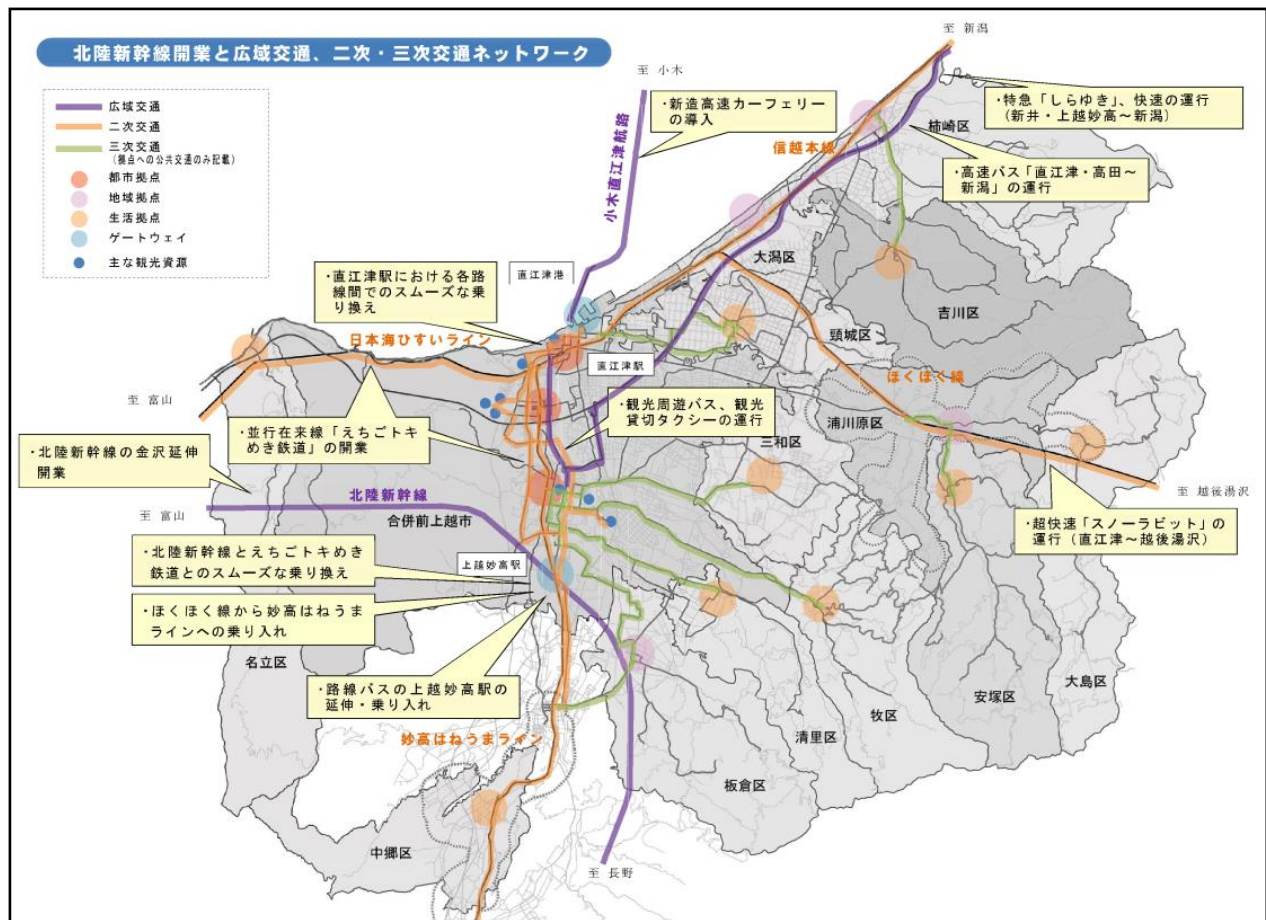 北陸新幹線開業と広域交通、二次・三次交通ネットワーク
広域交通
二次交通
三次交通
（拠点への公共交通のみ記載）
都市拠点
地域拠点
生活拠点
ゲートウェイ
主な観光資源
至 新潟
至 小木
・新造高速カーフェリー
の導入
・特急「しらゆき」、快速の運行
（新井・上越妙高～新潟）
柿崎区
信越本線
小木直江津航路
・高速バス「直江津・高田～
新潟」の運行
大潟区
直江津港
・直江津駅における各路
線間でのスムーズな乗
り換え
吉川区
頸城区
日本海ひすいライン
直江津駅
ほくほく線
至 富山
・観光周遊バス、観光
貸切タクシーの運行
浦川原区
三和区
・並行在来線「えちごトキ
めき鉄道」の開業
・北陸新幹線の金沢延伸
開業
北陸新幹線
至 越後湯沢
至 富山
合併前上越市
・超快速「スノーラビット」の
運行（直江津～越後湯沢）
・北陸新幹線とえちごトキめき
鉄道とのスムーズな乗り換え
上越妙高駅
・ほくほく線から妙高はねうま
ラインへの乗り入れ
名立区
・路線バスの上越妙高駅の
延伸・乗り入れ
大島区
安塚区
牧区
清里区
妙高はねうまライン
板倉区
中郷区
至 長野